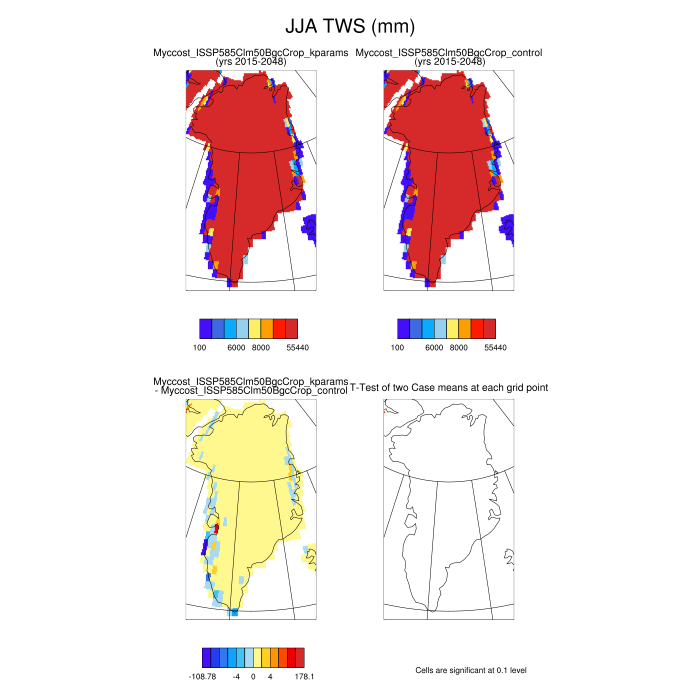 JJA TWS (mm)
Myccost_ISSP585Clm50BgcCrop_kparams
(yrs 2015-2048)
Myccost_ISSP585Clm50BgcCrop_control
(yrs 2015-2048)
100 6000 8000 55440
100 6000 8000 55440
Myccost_ISSP585Clm50BgcCrop_kparams
- Myccost_ISSP585Clm50BgcCrop_control
T-Test of two Case means at each grid point
-108.78 -4 0 4 178.1
Cells are significant at 0.1 level